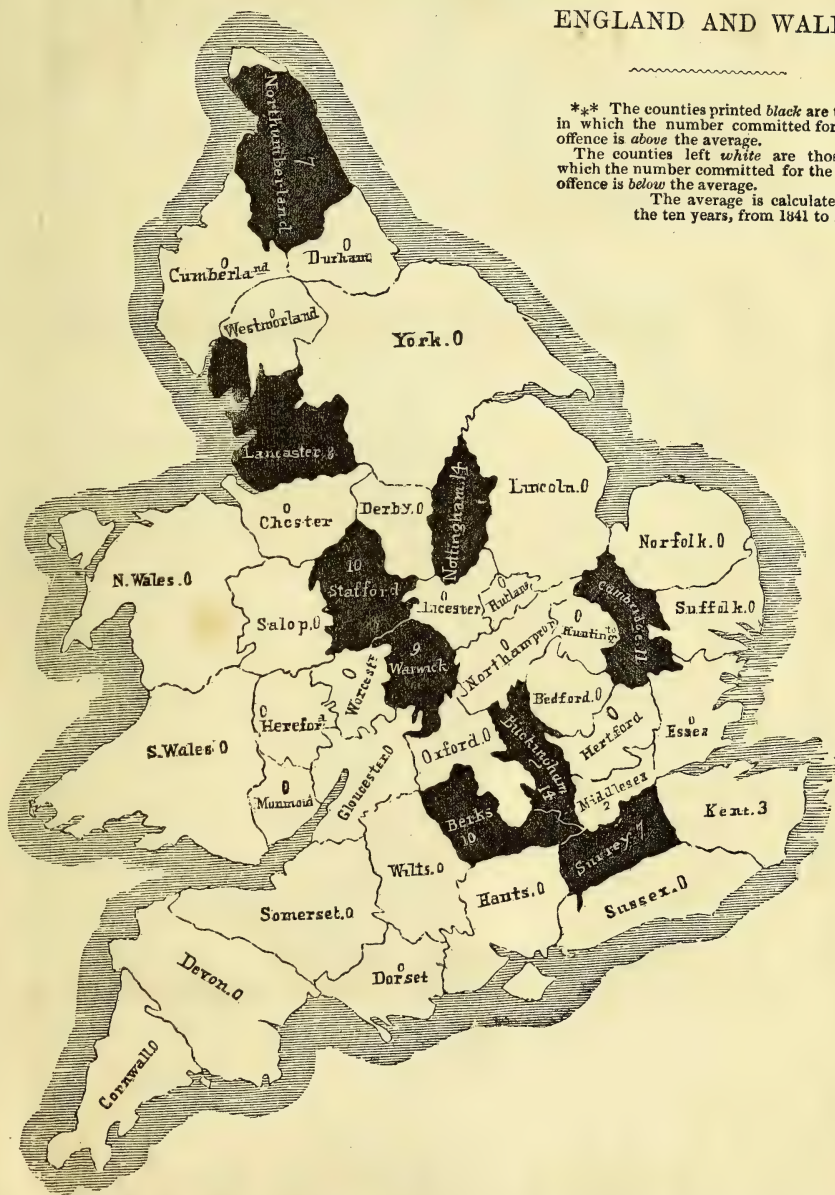 ENGLAND AND WAL
*⁎* The counties printed black are
in which the number committed for
offence is above the average.
The counties left white are thos
which the number committed for the
offence is below the average.
The average is calculate
the ten years, from 1841 to
Northumberland 7
0
Cumberland
0
Durham
0
Westmorland
York.0
Lancaster 8
0
Chester
Derby.0
Nottingham.14
Lincoln.0
N.Wales.0
10
Stafford
Salop.0
0
Licester
0
Rutland
Norfolk.0
Cambridge.11
Suffolk.0
0
Hunting
0
Northampton
9
Warwick
0
Worcestr
0
Hereford
S.Wales 0
0
Gloucester.0
Oxford.0
Buckingham
14
Bedford.0
0
Hertford
0
Essex
Middlesex
2
Berks
10
Surrey.7
Kent.3
Wilts.0
Hants.0
Sussex.0
Somerset.0
0
Dorset
Devon.0
Cornwall.0